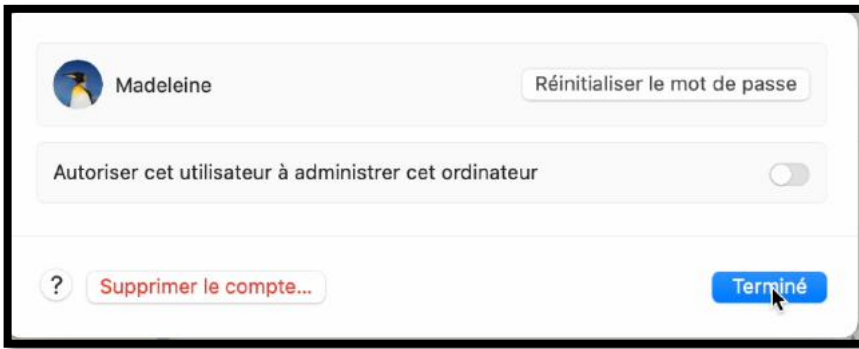 Madeleine
Réinitialiser le mot de passe
Autoriser cet utilisateur à administrer cet ordinateur
?
Supprimer le compte...
Terminé